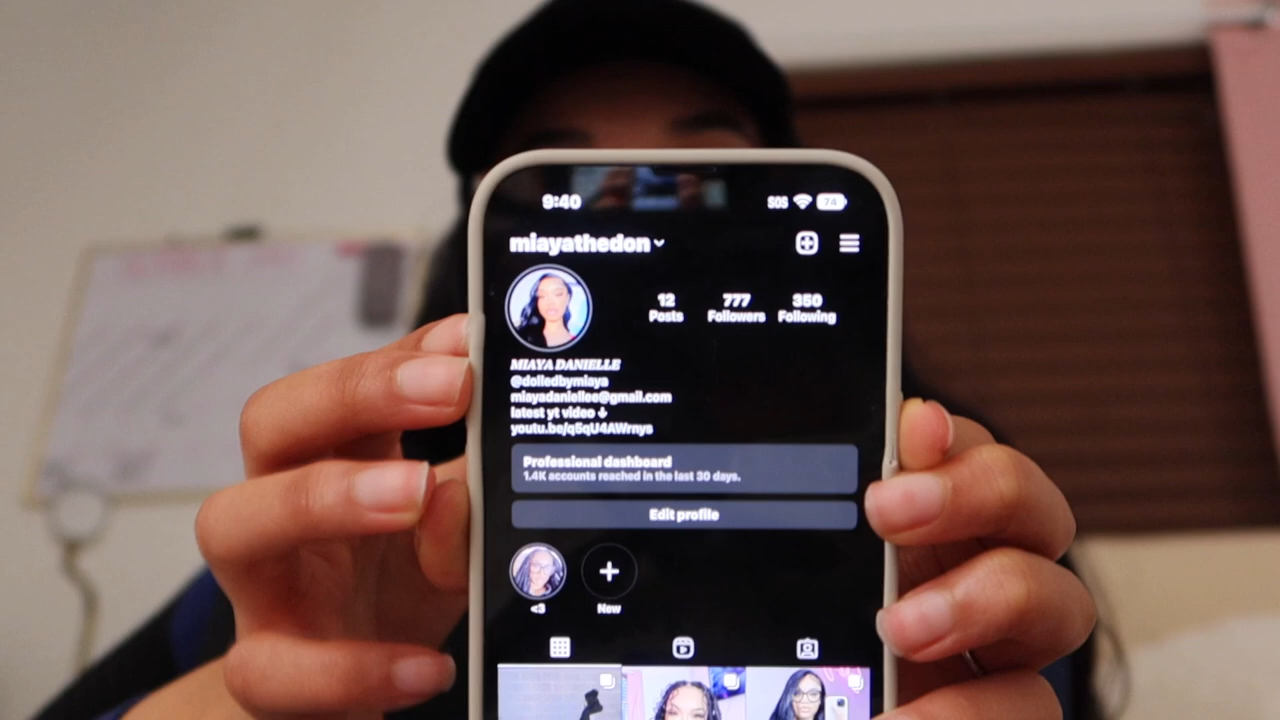 9:40 SOS 74
miayathedon
12 777 350
Posts Followers Following
MIAYA DANIELLE
@dolledbymiaya
miayadaniellee@gmail.com
latest yt video ↓
youtu.be/q5qU4AWrnys
Professional dashboard
1.4K accounts reached in the last 30 days.
Edit profile
<3 New